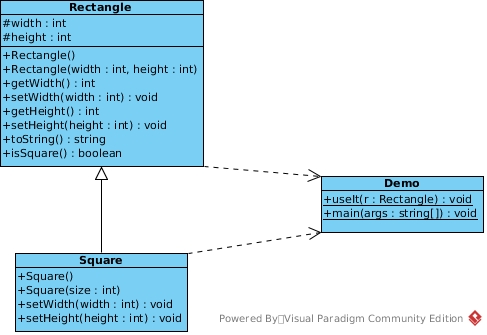 Rectangle
#width : int
#height : int
+Rectangle()
+Rectangle(width : int, height : int)
+getWidth() : int
+setWidth(width : int) : void
+getHeight() : int
+setHeight(height : int) : void
+toString() : string
+isSquare() : boolean
Demo
+useIt(r : Rectangle) : void
+main(args : string[]) : void
Square
+Square()
+Square(size : int)
+setWidth(width : int) : void
+setHeight(height : int) : void
Powered By Visual Paradigm Community Edition